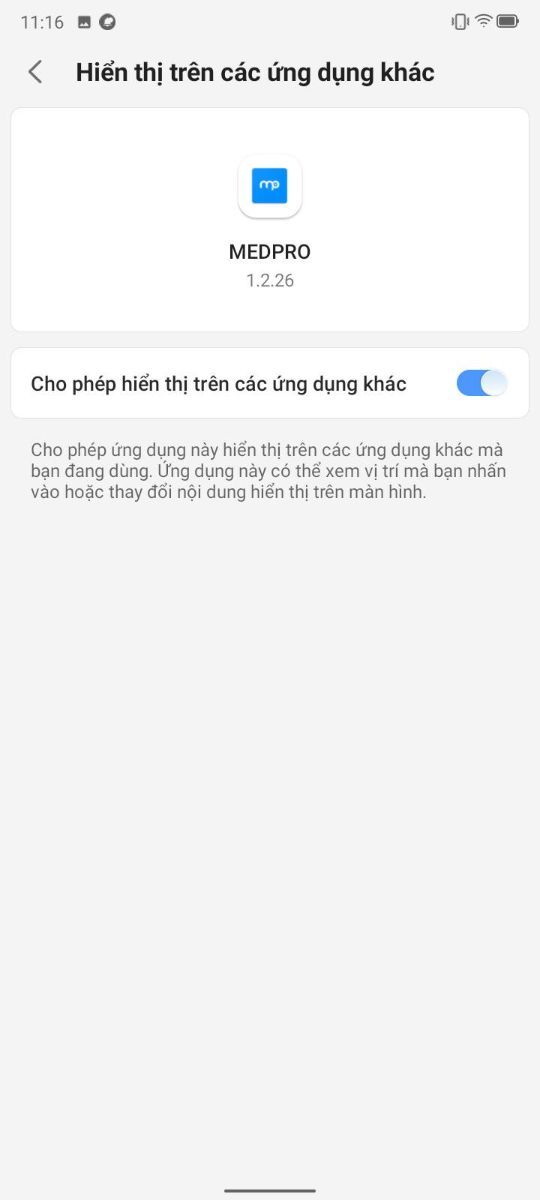 11:16
Hiển thị trên các ứng dụng khác
mp
MEDPRO
1.2.26
Cho phép hiển thị trên các ứng dụng khác
Cho phép ứng dụng này hiển thị trên các ứng dụng khác mà
bạn đang dùng. Ứng dụng này có thể xem vị trí mà bạn nhấn
vào hoặc thay đổi nội dung hiển thị trên màn hình.